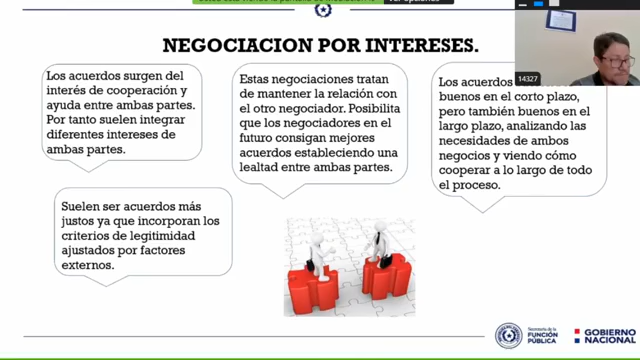 NEGOCIACION POR INTERESES.
Los acuerdos surgen del
interés de cooperación y
ayuda entre ambas partes.
Por tanto suelen integrar
diferentes intereses de
ambas partes.
Estas negociaciones tratan
de mantener la relación con
el otro negociador. Posibilita
que los negociadores en el
futuro consigan mejores
acuerdos estableciendo una
lealtad entre ambas partes.
Los acuerdos
buenos en el corto plazo,
pero también buenos en el
largo plazo, analizando las
necesidades de ambos
negocios y viendo cómo
cooperar a lo largo de todo
el proceso.
Suelen ser acuerdos más
justos ya que incorporan los
criterios de legitimidad
ajustados por factores
externos.
14327
Secretaría de la
FUNCIÓN
PÚBLICA
GOBIERNO
NACIONAL